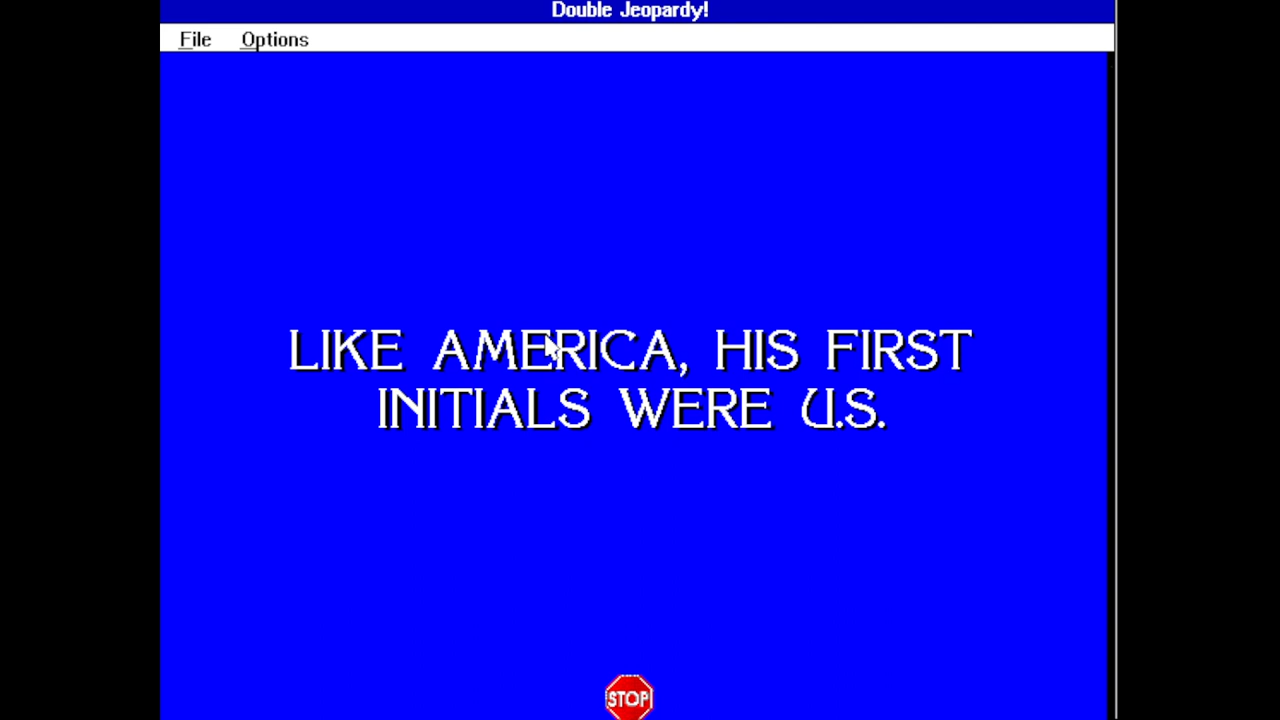 Double Jeopardy!
File Options
LIKE AMERICA, HIS FIRST
INITIALS WERE U.S.
STOP